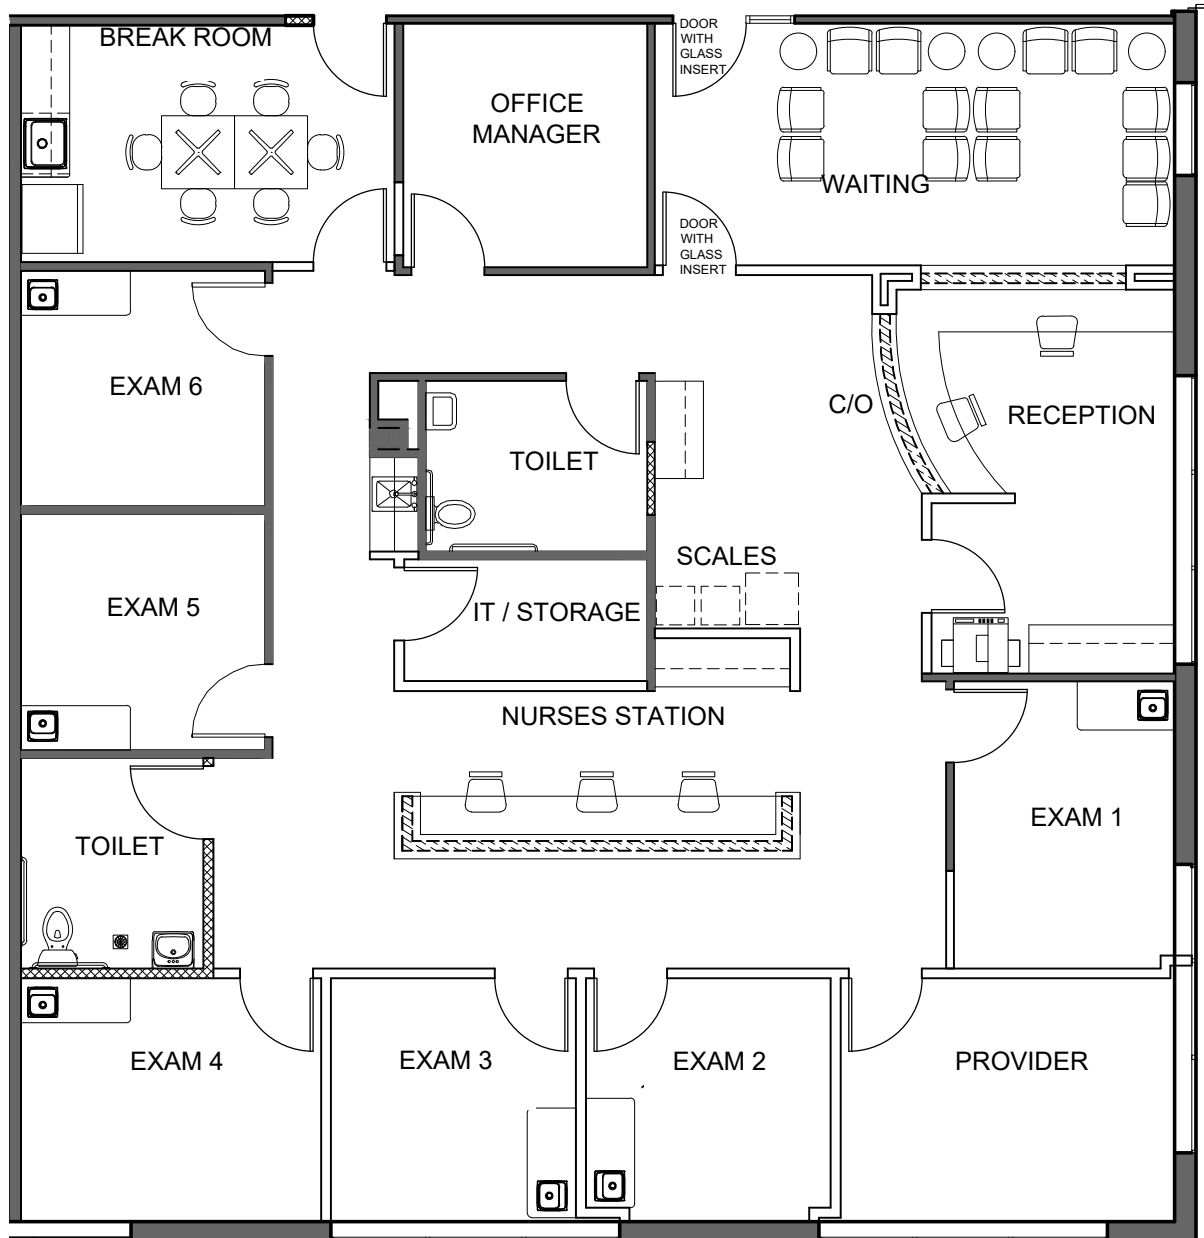 BREAK ROOM
OFFICE
MANAGER
DOOR
WITH
GLASS
INSERT
WAITING
DOOR
WITH
GLASS
INSERT
EXAM 6
TOILET
C/O
RECEPTION
EXAM 5
IT / STORAGE
SCALES
NURSES STATION
TOILET
EXAM 1
EXAM 4
EXAM 3
EXAM 2
PROVIDER